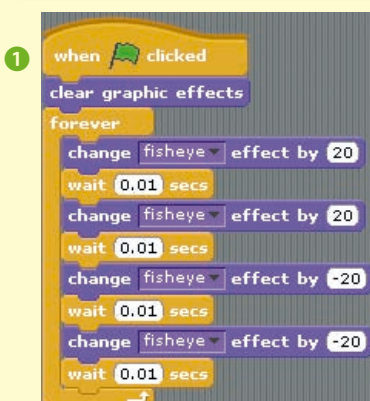 1
when clicked
clear graphic effects
forever
change fisheye effect by 20
wait 0.01 secs
change fisheye effect by 20
wait 0.01 secs
change fisheye effect by -20
wait 0.01 secs
change fisheye effect by -20
wait 0.01 secs